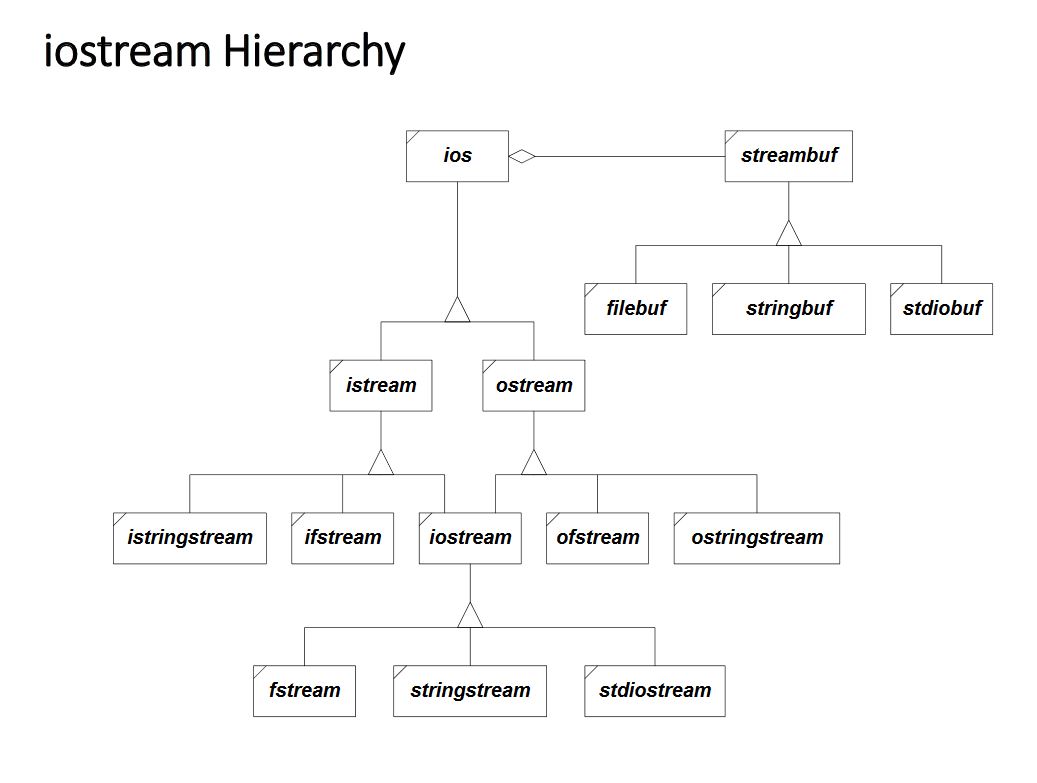 iostream Hierarchy
ios
streambuf
filebuf
stringbuf
stdiobuf
istream
ostream
istringstream
ifstream
iostream
ofstream
ostringstream
fstream
stringstream
stdiostream